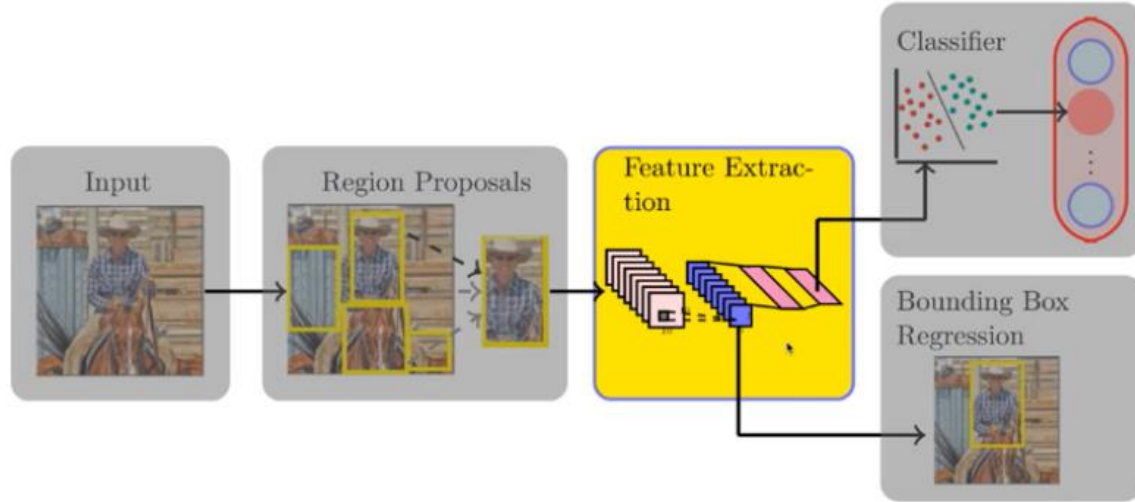 Input
Region Proposals
Feature Extrac-
tion
Classifier
Bounding Box
Regression